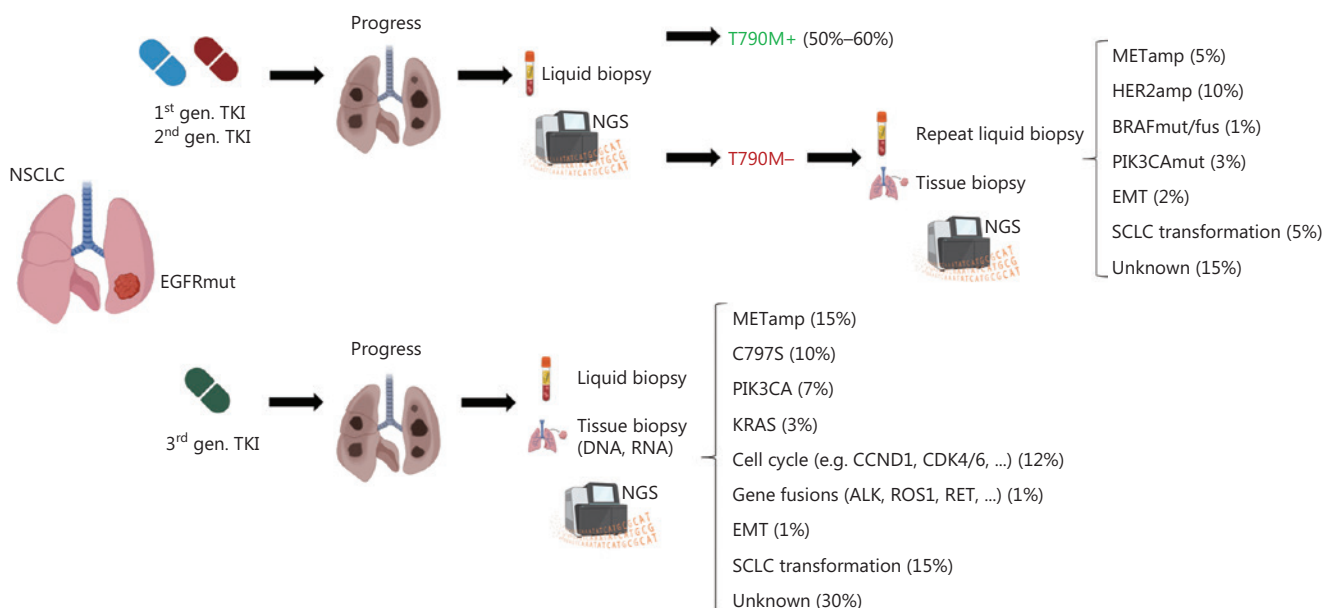 NSCLC
EGFRmut
1st gen. TKI
2nd gen. TKI
Progress
Liquid biopsy
NGS
T790M+ (50%–60%)
T790M–
Repeat liquid biopsy
Tissue biopsy
NGS
METamp (5%)
HER2amp (10%)
BRAFmut/fus (1%)
PIK3CAmut (3%)
EMT (2%)
SCLC transformation (5%)
Unknown (15%)
3rd gen. TKI
Progress
Liquid biopsy
Tissue biopsy
(DNA, RNA)
NGS
METamp (15%)
C797S (10%)
PIK3CA (7%)
KRAS (3%)
Cell cycle (e.g. CCND1, CDK4/6, ...) (12%)
Gene fusions (ALK, ROS1, RET, ...) (1%)
EMT (1%)
SCLC transformation (15%)
Unknown (30%)